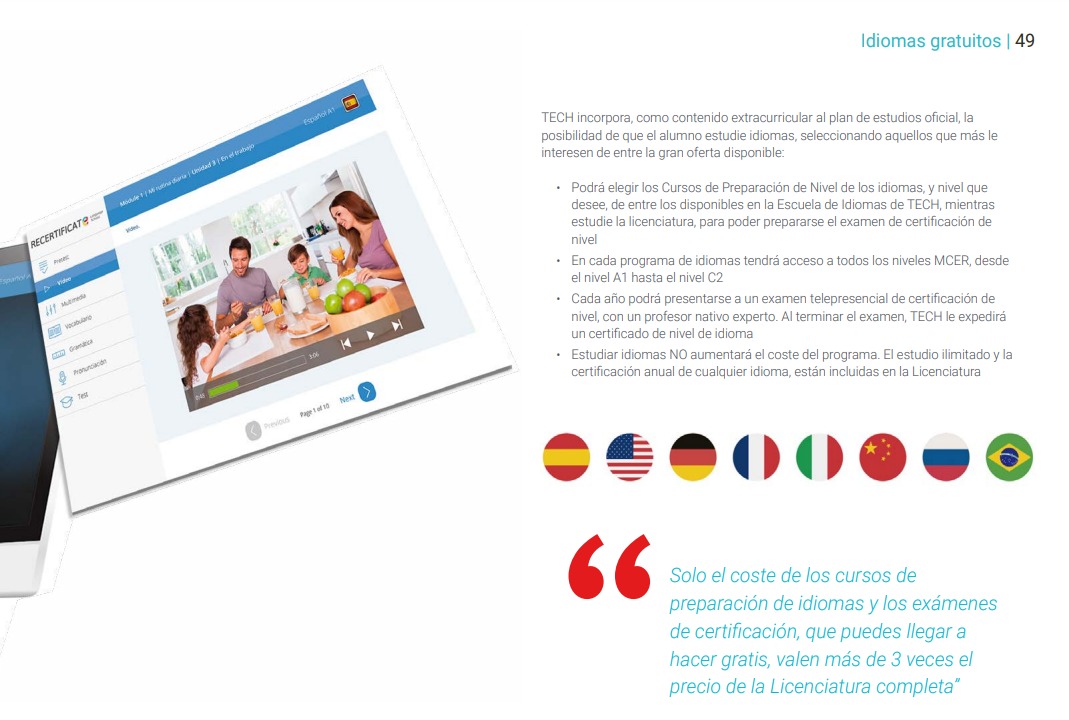 Idiomas gratuitos | 49
TECH incorpora, como contenido extracurricular al plan de estudios oficial, la
posibilidad de que el alumno estudie idiomas, seleccionando aquellos que más le
interesen de entre la gran oferta disponible:
• Podrá elegir los Cursos de Preparación de Nivel de los idiomas, y nivel que
desee, de entre los disponibles en la Escuela de Idiomas de TECH, mientras
estudie la licenciatura, para poder prepararse el examen de certificación de
nivel
• En cada programa de idiomas tendrá acceso a todos los niveles MCER, desde
el nivel A1 hasta el nivel C2
• Cada año podrá presentarse a un examen telepresencial de certificación de
nivel, con un profesor nativo experto. Al terminar el examen, TECH le expedirá
un certificado de nivel de idioma
• Estudiar idiomas NO aumentará el coste del programa. El estudio ilimitado y la
certificación anual de cualquier idioma, están incluidas en la Licenciatura
“Solo el coste de los cursos de
preparación de idiomas y los exámenes
de certificación, que puedes llegar a
hacer gratis, valen más de 3 veces el
precio de la Licenciatura completa”
Español A1
Módulo 1 | Mi rutina diaria | Unidad 3 | En el trabajo
RECERTIFICAT
Video
Present.
Video
Multimedia
Vocabulario
Gramática
Pronunciación
Test
0:48
3:06
Previous
Page 1 of 10
Next